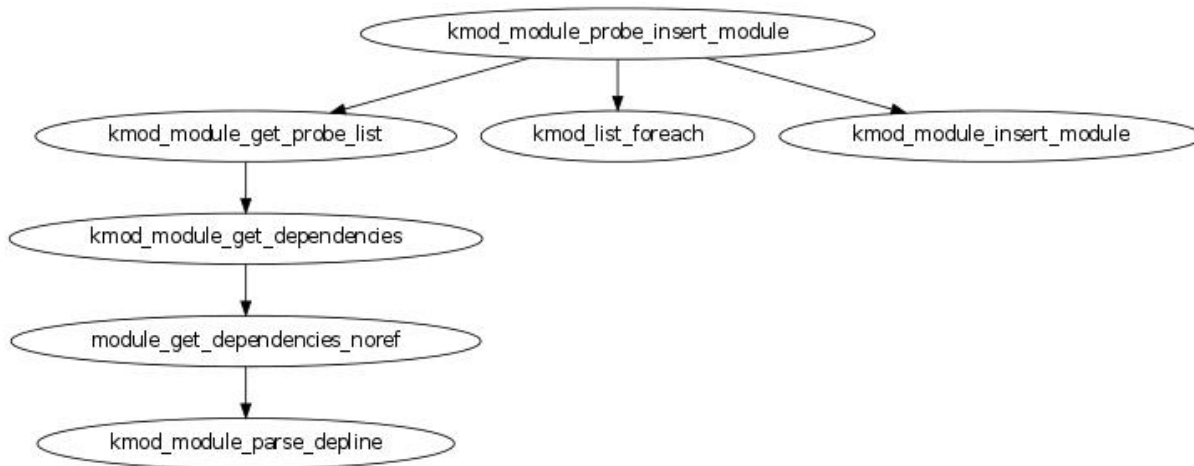 kmod_module_probe_insert_module
kmod_module_get_probe_list
kmod_list_foreach
kmod_module_insert_module
kmod_module_get_dependencies
module_get_dependencies_noref
kmod_module_parse_depline